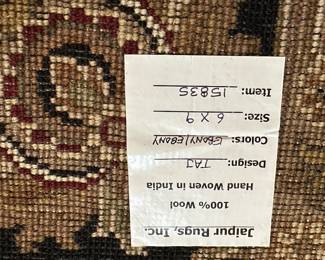 Jaipur Rugs, Inc.
100% Wool
Hand Woven in India
Design: TAJ
Colors: EBONY/EBONY
Size: 6 X 9
Item: 15835